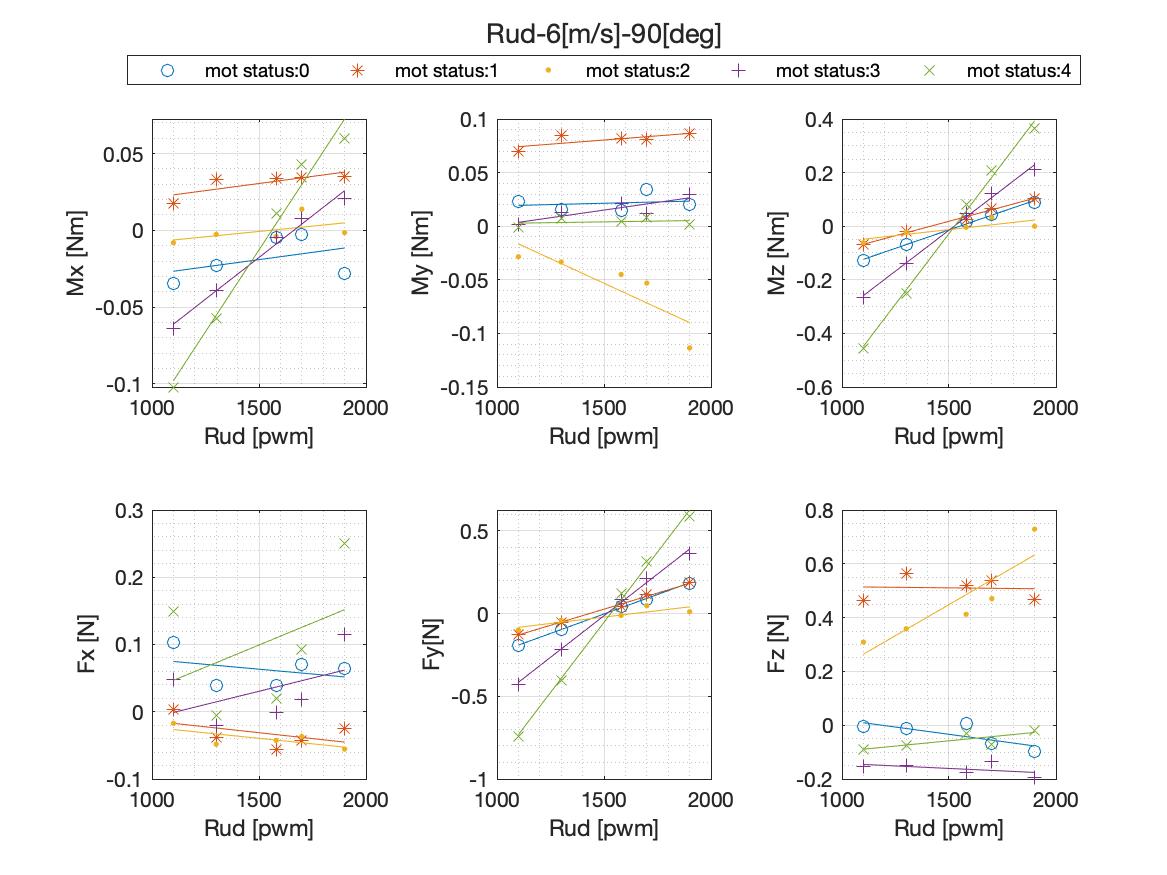 Rud-6[m/s]-90[deg]
mot status:0 mot status:1 mot status:2 mot status:3 mot status:4
Mx [Nm]
0.05
0
-0.05
-0.1
1000 1500 2000
Rud [pwm]
My [Nm]
0.1
0.05
0
-0.05
-0.1
-0.15
1000 1500 2000
Rud [pwm]
Mz [Nm]
0.4
0.2
0
-0.2
-0.4
-0.6
1000 1500 2000
Rud [pwm]
Fx [N]
0.3
0.2
0.1
0
-0.1
1000 1500 2000
Rud [pwm]
Fy[N]
0.5
0
-0.5
-1
1000 1500 2000
Rud [pwm]
Fz [N]
0.8
0.6
0.4
0.2
0
-0.2
1000 1500 2000
Rud [pwm]